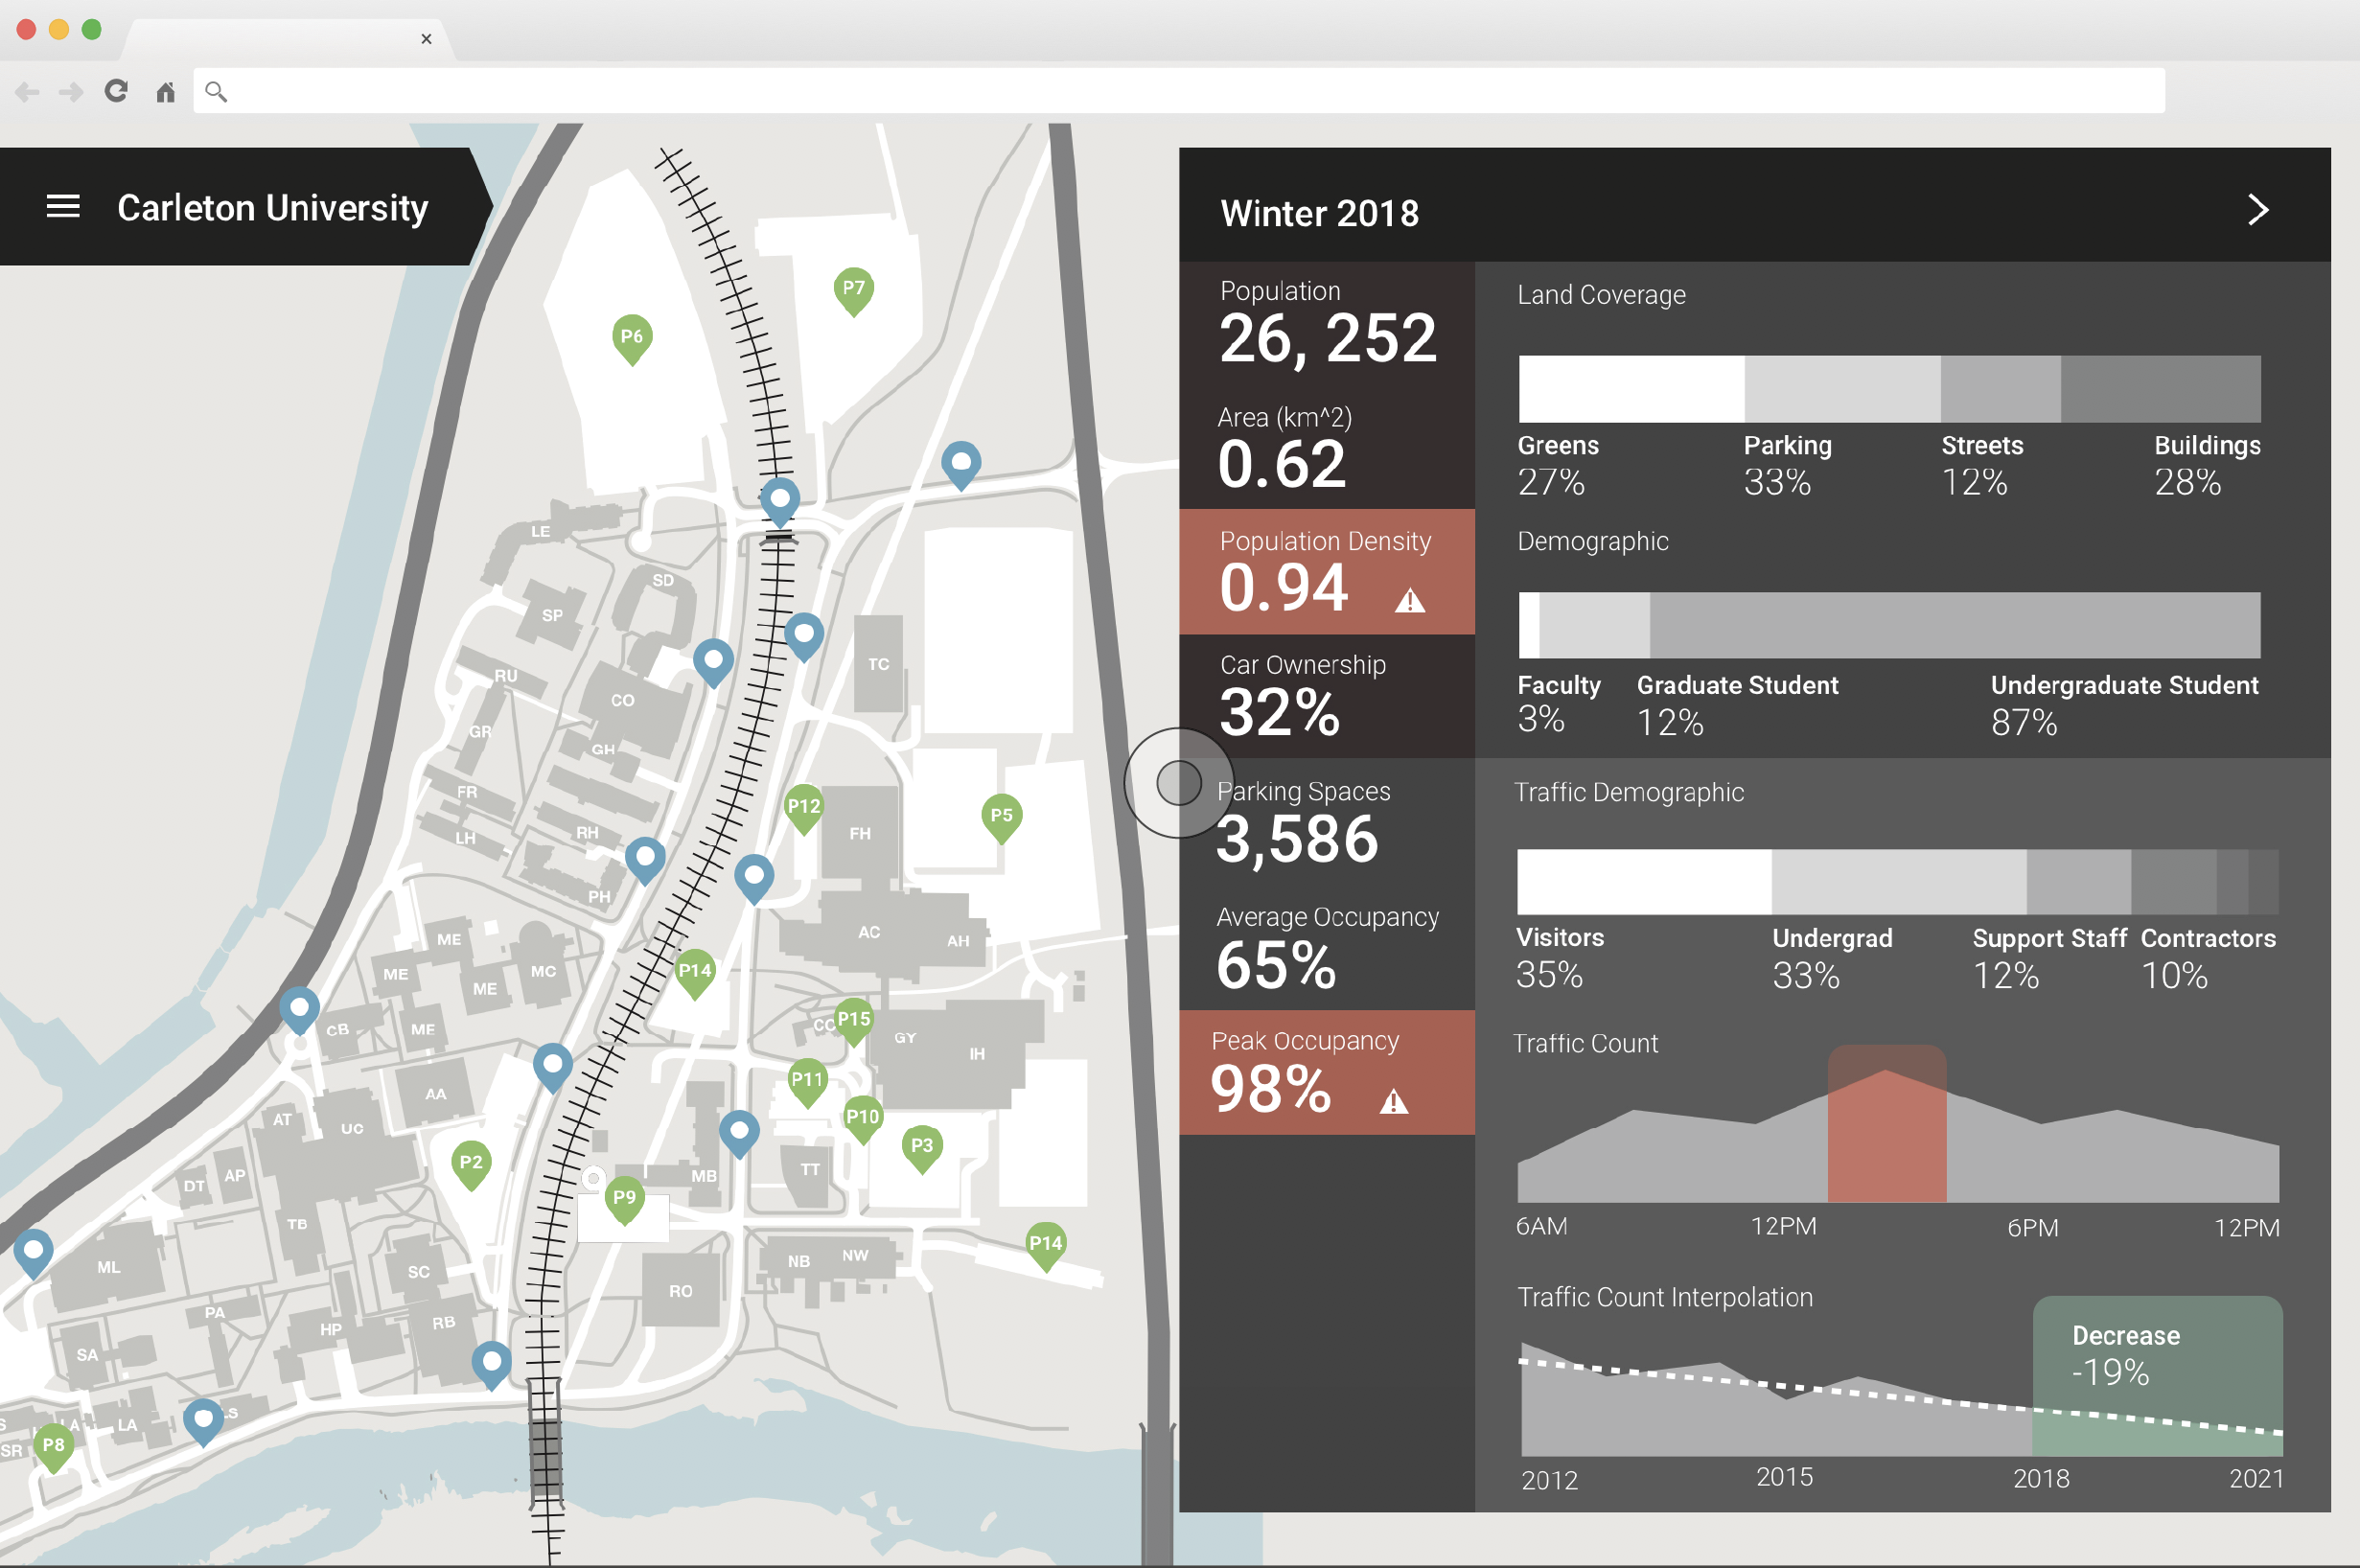 ×
Carleton University
Winter 2018
Population
26, 252
Area (km^2)
0.62
Population Density
0.94
Car Ownership
32%
Parking Spaces
3,586
Average Occupancy
65%
Peak Occupancy
98%
Land Coverage
Greens Parking Streets Buildings
27% 33% 12% 28%
Demographic
Faculty Graduate Student Undergraduate Student
3% 12% 87%
Traffic Demographic
Visitors Undergrad Support Staff Contractors
35% 33% 12% 10%
Traffic Count
6AM 12PM 6PM 12PM
Traffic Count Interpolation
Decrease
-19%
2012 2015 2018 2021
P7
P6
LE
SD
SP
TC
RU
CO
GR
GH
FR
P12
P5
RH
FH
LH
PH
AC
ME
AH
P14
ME
MC
ME
P15
CB
ME
CC
GY
IH
P11
AA
P10
AT
UC
P3
P2
TT
AP
MB
DT
P9
TB
P14
NW
NB
ML
SC
RO
PA
RB
HP
SA
LS
LA
LA
P8
SR